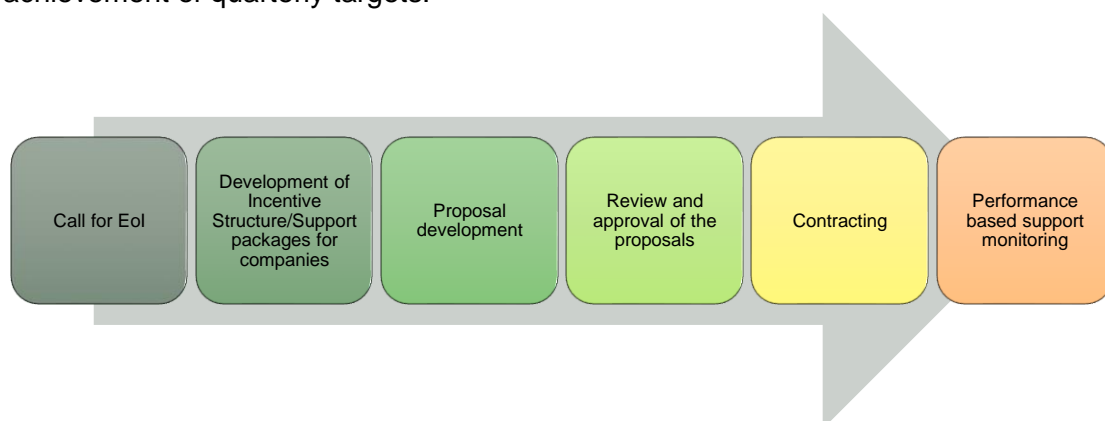 achievement of quarterly targets.
Call for EoI
Development of
Incentive
Structure/Support
packages for
companies
Proposal
development
Review and
approval of the
proposals
Contracting
Performance
based support
monitoring